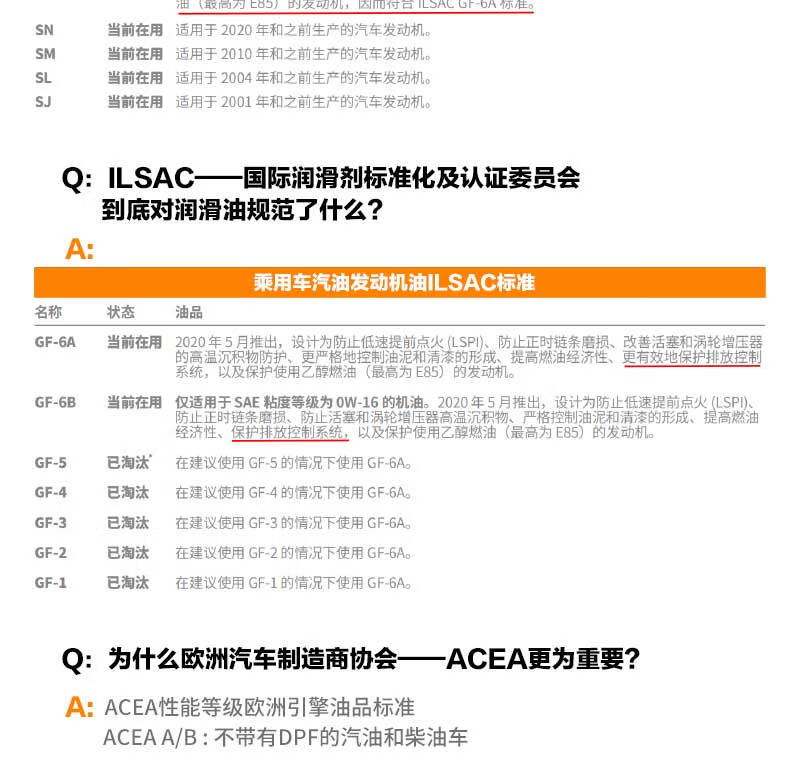 油（最高为 E85）的发动机，因而符合 ILSAC GF-6A 标准。
SN 当前在用 适用于 2020 年和之前生产的汽车发动机。
SM 当前在用 适用于 2010 年和之前生产的汽车发动机。
SL 当前在用 适用于 2004 年和之前生产的汽车发动机。
SJ 当前在用 适用于 2001 年和之前生产的汽车发动机。
Q: ILSAC——国际润滑剂标准化及认证委员会
到底对润滑油规范了什么？
A:
乘用车汽油发动机油ILSAC标准
名称 状态 油品
GF-6A 当前在用 2020 年 5 月推出，设计为防止低速提前点火 (LSPI)、防止正时链条磨损、改善活塞和涡轮增压器
的高温沉积物防护、更严格地控制油泥和清漆的形成、提高燃油经济性、更有效地保护排放控制
系统，以及保护使用乙醇燃油（最高为 E85）的发动机。
GF-6B 当前在用 仅适用于 SAE 粘度等级为 0W-16 的机油。2020 年 5 月推出，设计为防止低速提前点火 (LSPI)、
防止正时链条磨损、防止活塞和涡轮增压器高温沉积物、严格控制油泥和清漆的形成、提高燃油
经济性、保护排放控制系统，以及保护使用乙醇燃油（最高为 E85）的发动机。
GF-5 已淘汰* 在建议使用 GF-5 的情况下使用 GF-6A。
GF-4 已淘汰 在建议使用 GF-4 的情况下使用 GF-6A。
GF-3 已淘汰 在建议使用 GF-3 的情况下使用 GF-6A。
GF-2 已淘汰 在建议使用 GF-2 的情况下使用 GF-6A。
GF-1 已淘汰 在建议使用 GF-1 的情况下使用 GF-6A。
Q: 为什么欧洲汽车制造商协会——ACEA更为重要？
A: ACEA性能等级欧洲引擎油品标准
ACEA A/B : 不带有DPF的汽油和柴油车